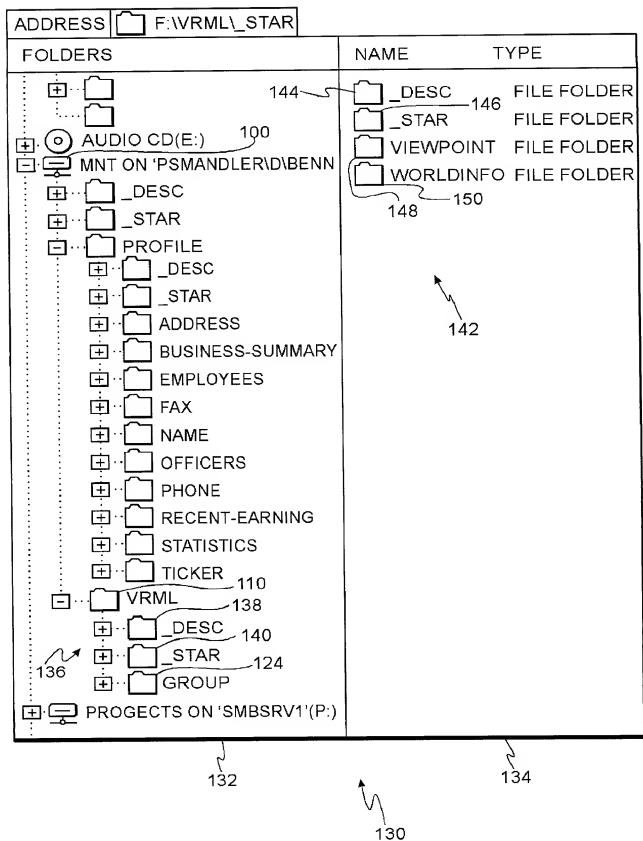 ADDRESS F:\VRML\_STAR
FOLDERS
NAME TYPE
144 _DESC FILE FOLDER
_STAR 146 FILE FOLDER
VIEWPOINT FILE FOLDER
WORLDINFO FILE FOLDER
148 150
142
AUDIO CD(E:) 100
MNT ON 'PSMANDLER\D\BENN
_DESC
_STAR
PROFILE
_DESC
_STAR
ADDRESS
BUSINESS-SUMMARY
EMPLOYEES
FAX
NAME
OFFICERS
PHONE
RECENT-EARNING
STATISTICS
TICKER
VRML 110
_DESC 138
136 _STAR 140
GROUP 124
PROGECTS ON 'SMBSRV1'(P:)
132 134
130